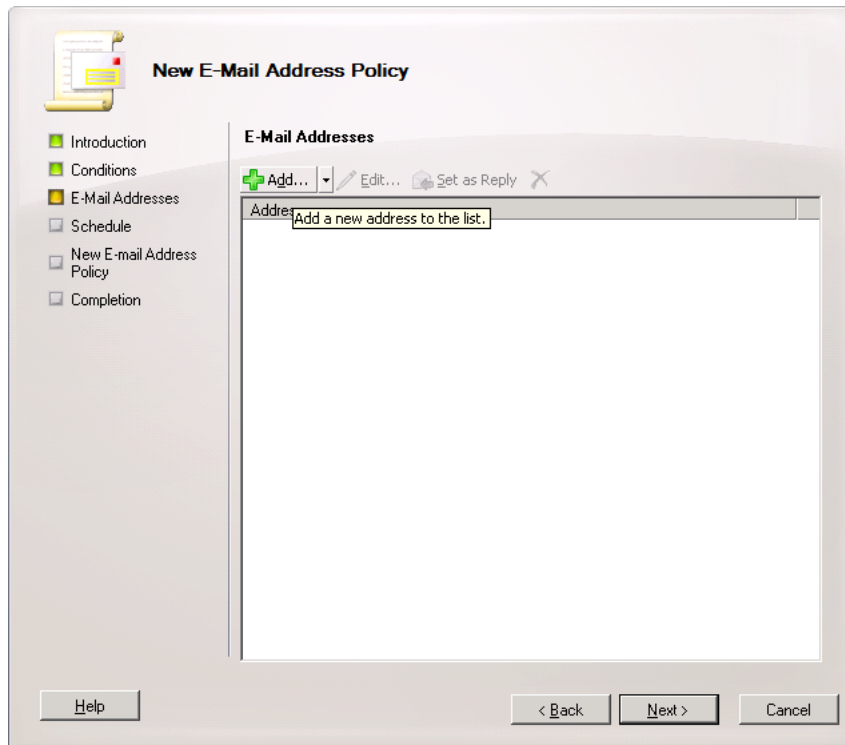 New E-Mail Address Policy
Introduction
Conditions
E-Mail Addresses
Schedule
New E-mail Address
Policy
Completion
E-Mail Addresses
Add... Edit... Set as Reply
Addres
Add a new address to the list.
Help
< Back
Next >
Cancel